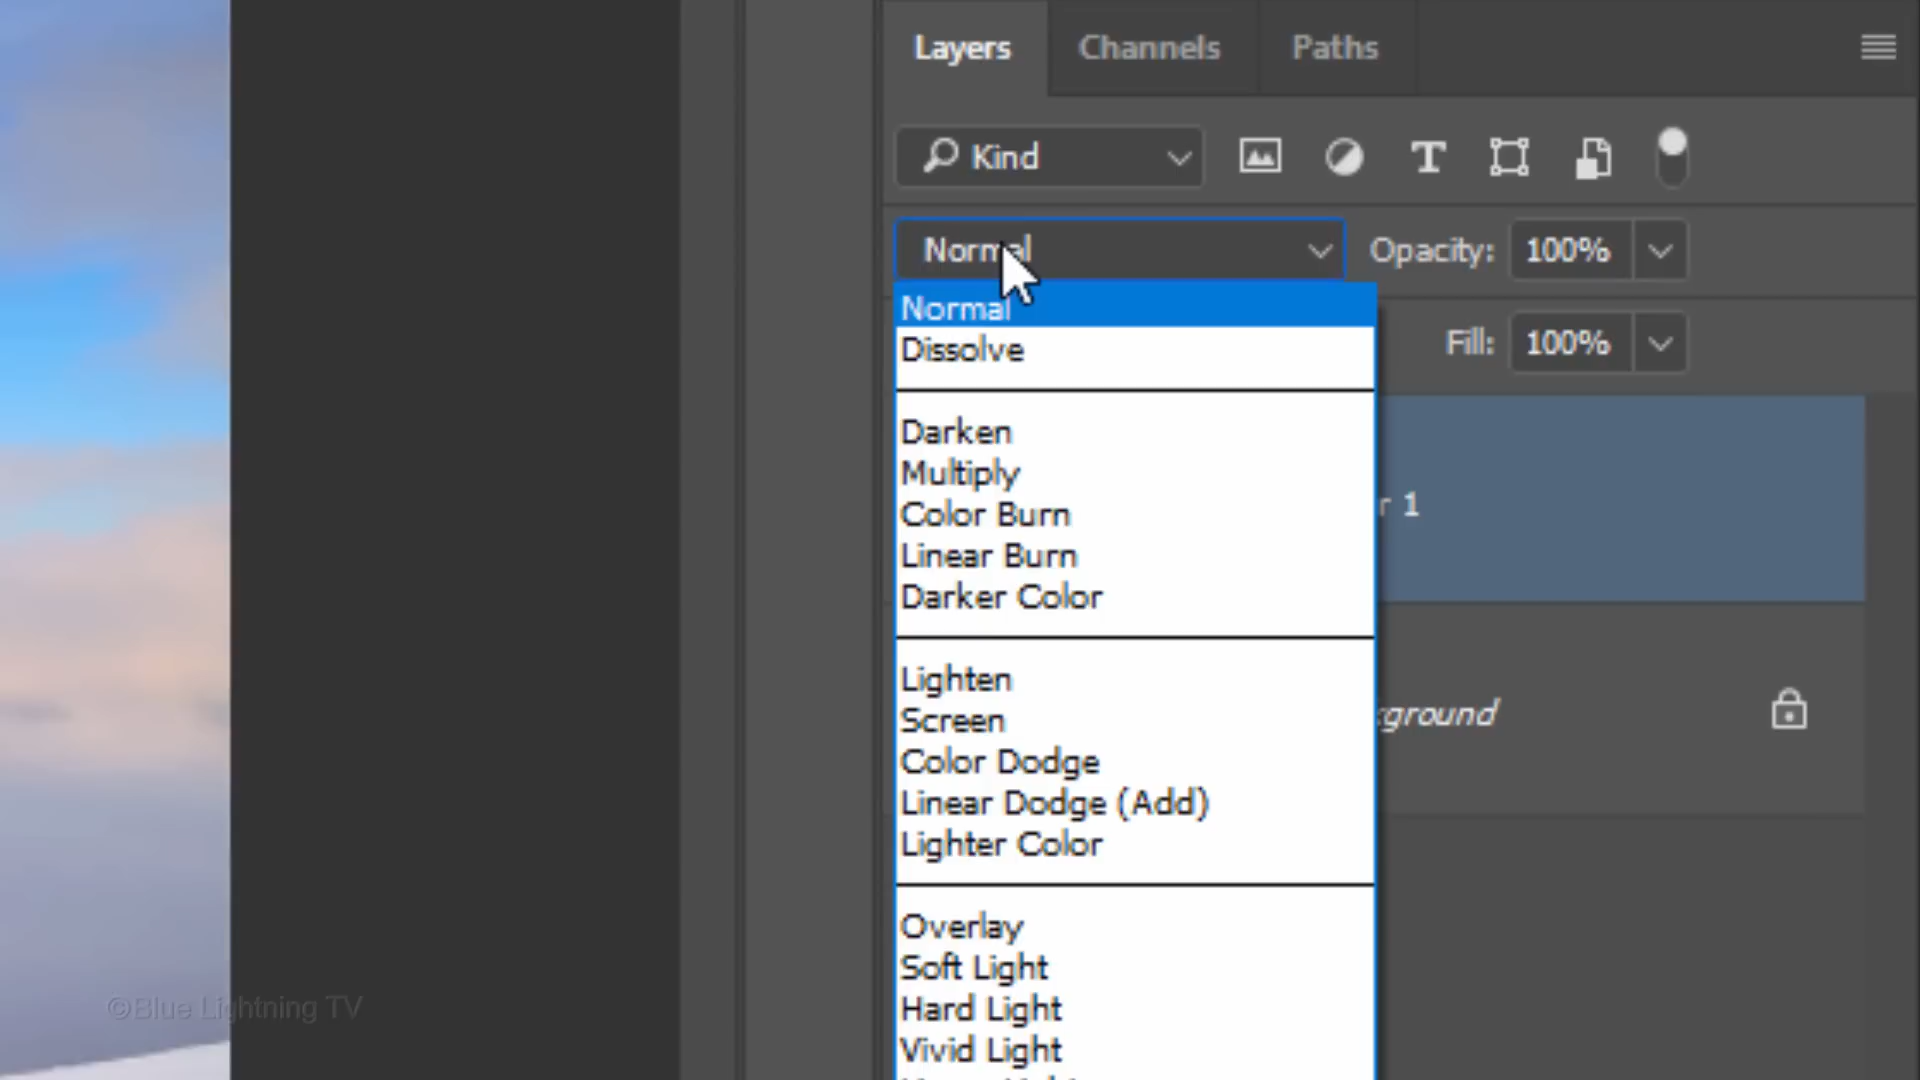 Layers Channels Paths
Kind
Normal Opacity: 100%
Normal
Fill: 100%
Dissolve
Darken
Multiply
Color Burn
r 1
Linear Burn
Darker Color
Lighten
kground
Screen
Color Dodge
Linear Dodge (Add)
Lighter Color
Overlay
Soft Light
Hard Light
Vivid Light
©Blue Lightning TV